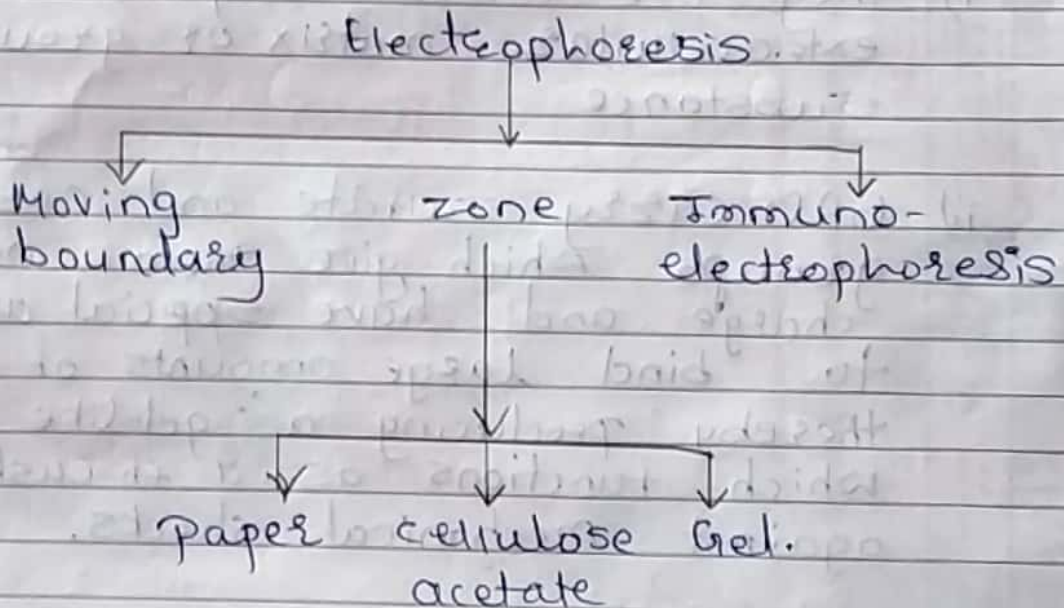 Electrophoresis.
Moving zone Immuno-
boundary electrophoresis
Paper cellulose Gel.
acetate